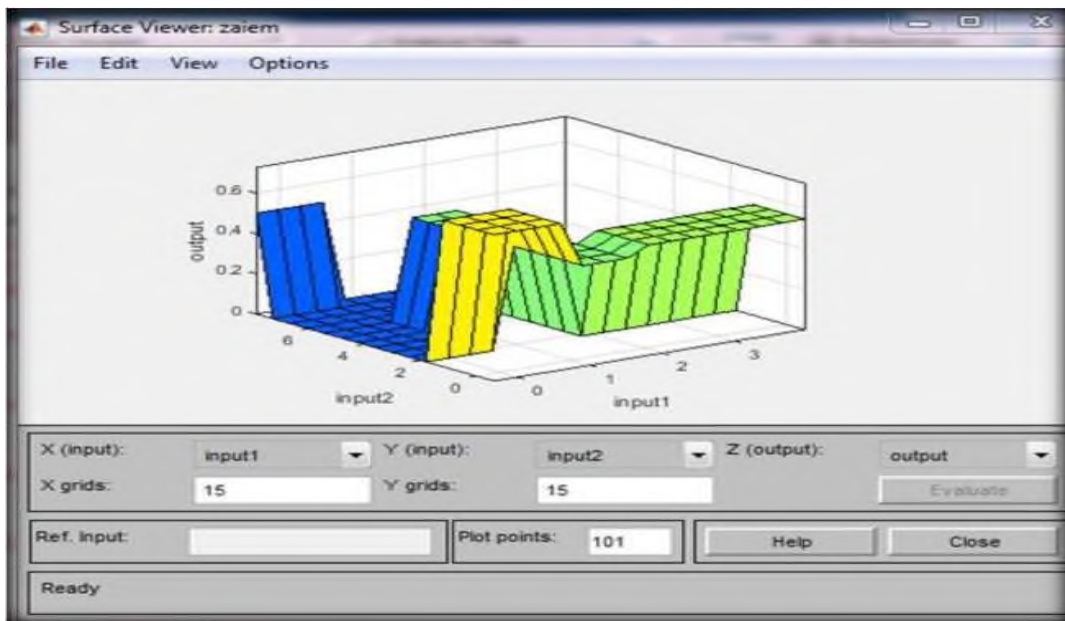 Surface Viewer: zaiem
File Edit View Options
0.6
0.4
0.2
0
output
6
4
2
0
input2
0
1
2
3
input1
X (input): input1 Y (input): input2 Z (output): output
X grids: 15 Y grids: 15 Evaluate
Ref. Input: Plot points: 101 Help Close
Ready